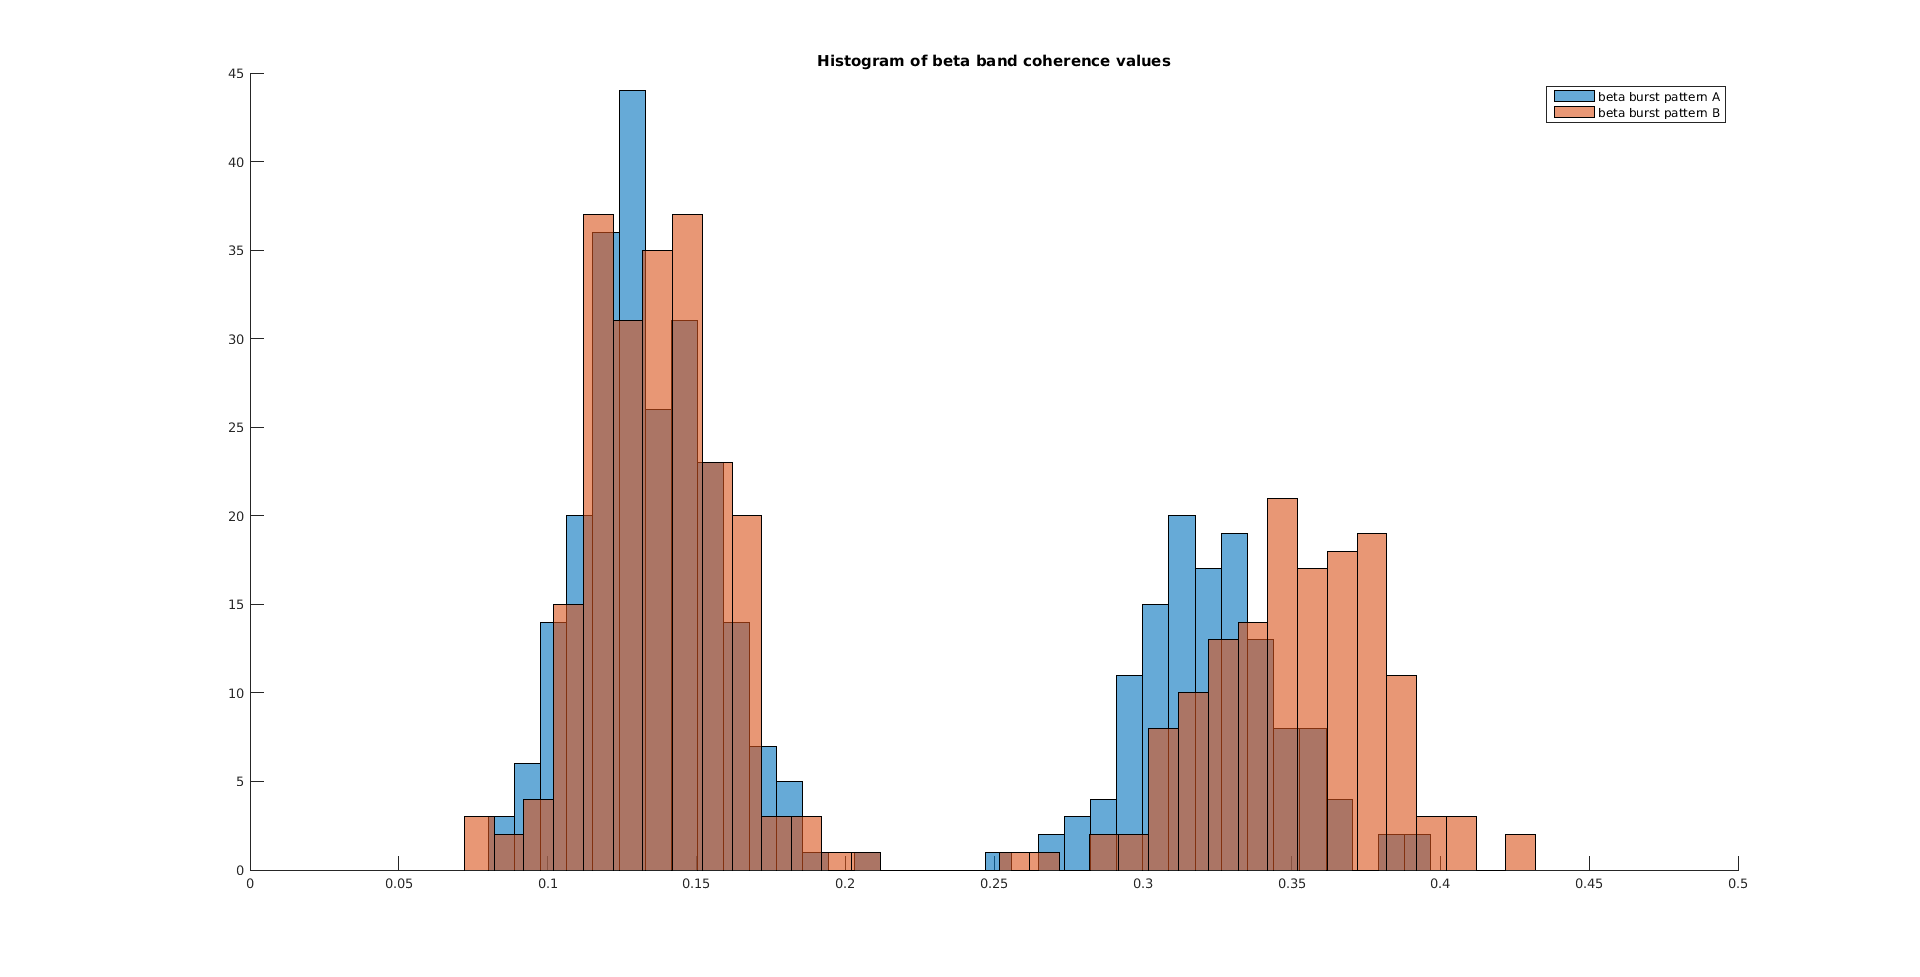 Histogram of beta band coherence values
beta burst pattern A
beta burst pattern B
45
40
35
30
25
20
15
10
5
0
0 0.05 0.1 0.15 0.2 0.25 0.3 0.35 0.4 0.45 0.5